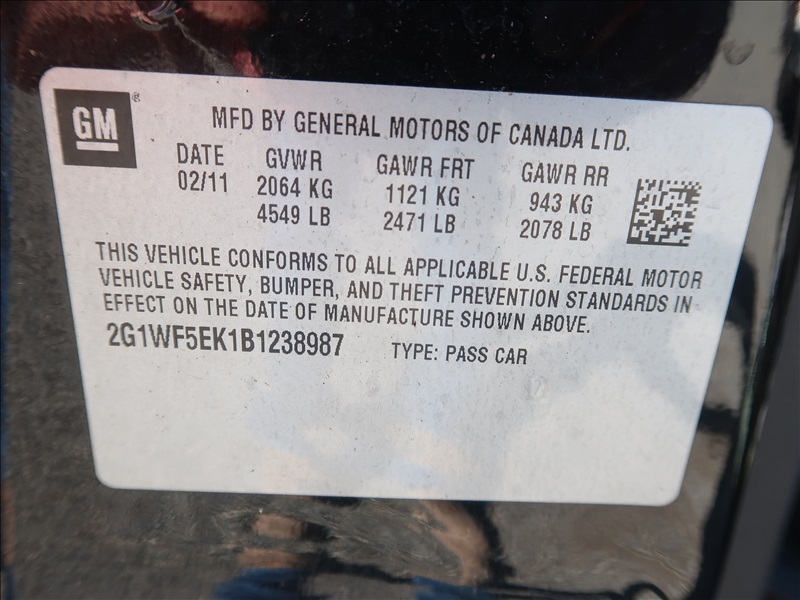 GM
MFD BY GENERAL MOTORS OF CANADA LTD.
DATE GVWR GAWR FRT GAWR RR
02/11 2064 KG 1121 KG 943 KG
4549 LB 2471 LB 2078 LB
THIS VEHICLE CONFORMS TO ALL APPLICABLE U.S. FEDERAL MOTOR
VEHICLE SAFETY, BUMPER, AND THEFT PREVENTION STANDARDS IN
EFFECT ON THE DATE OF MANUFACTURE SHOWN ABOVE.
2G1WF5EK1B1238987 TYPE: PASS CAR